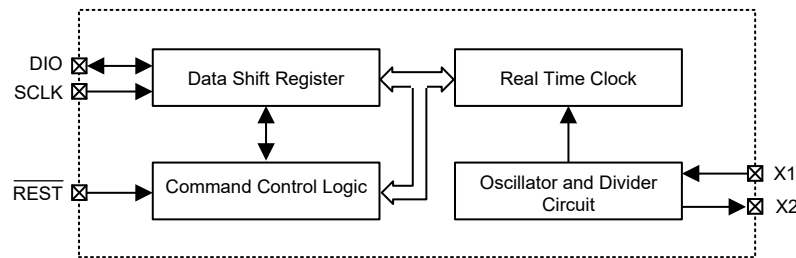 DIO
SCLK
Data Shift Register
Real Time Clock
REST
Command Control Logic
Oscillator and Divider
Circuit
X1
X2